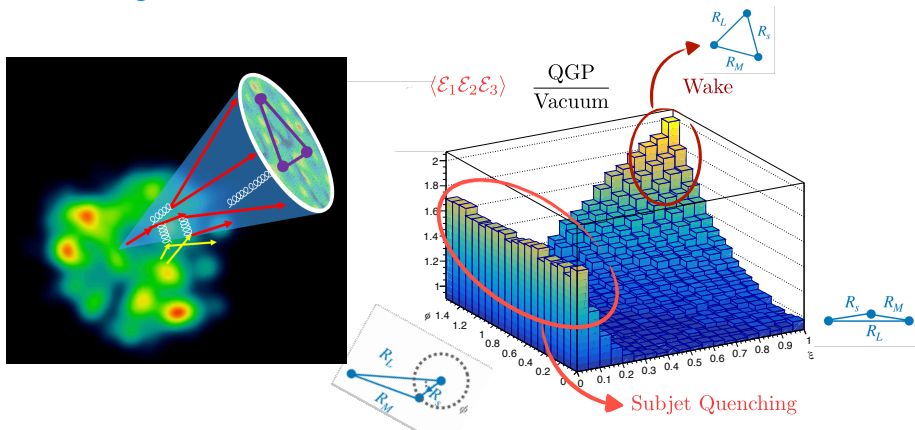 ⟨ℰ₁ℰ₂ℰ₃⟩
QGP
Vacuum
Wake
R_L
R_s
R_M
2
1.8
1.6
1.4
1.2
1
ø
1.4
1.2
1
0.8
0.6
0.4
0.2
0
0
0.1
0.2
0.3
0.4
0.5
0.6
0.7
0.8
0.9
1
ξ
R_s
R_M
R_L
R_L
R_M
R_s
ø
Subjet Quenching